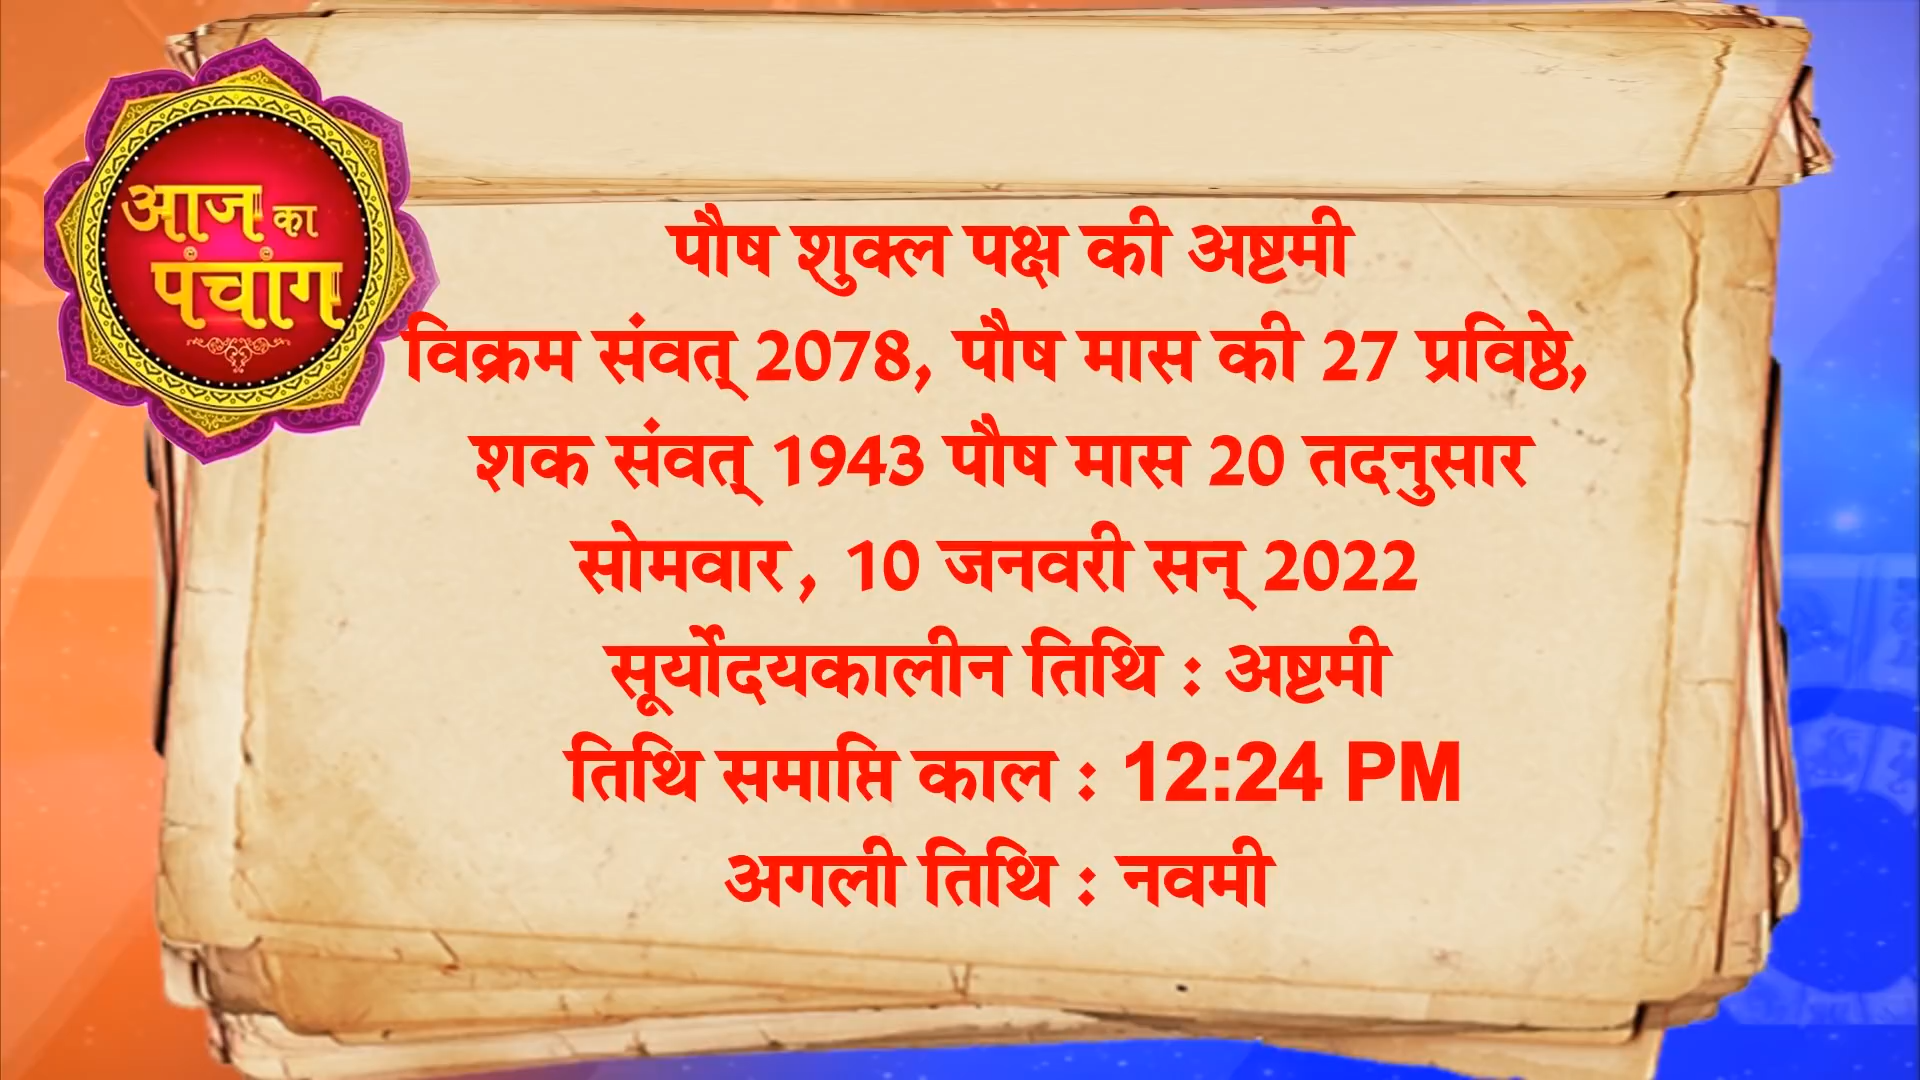 आज का
पंचांग
पौष शुक्ल पक्ष की अष्टमी
विक्रम संवत् 2078, पौष मास की 27 प्रविष्ठे,
शक संवत् 1943 पौष मास 20 तदनुसार
सोमवार , 10 जनवरी सन् 2022
सूर्योदयकालीन तिथि : अष्टमी
तिथि समाप्ति काल : 12:24 PM
अगली तिथि : नवमी